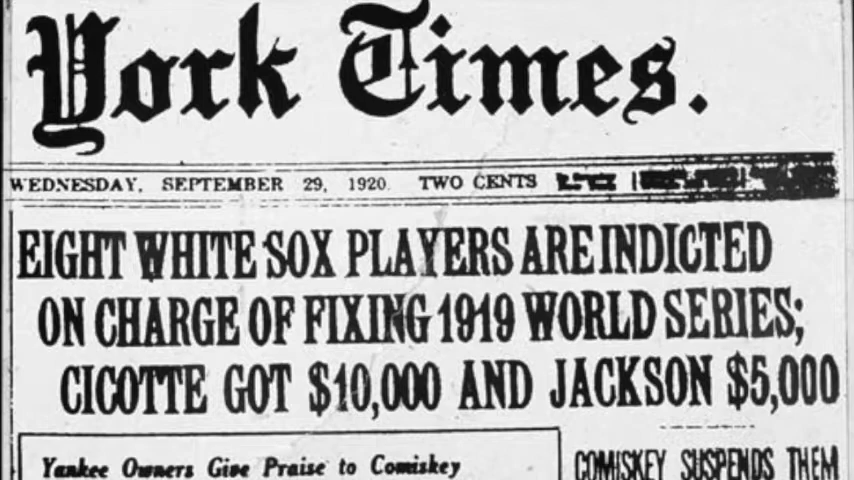 York Times.
WEDNESDAY, SEPTEMBER 29, 1920. TWO CENTS
EIGHT WHITE SOX PLAYERS ARE INDICTED
ON CHARGE OF FIXING 1919 WORLD SERIES;
CICOTTE GOT $10,000 AND JACKSON $5,000
Yankee Owners Give Praise to Comiskey
COMISKEY SUSPENDS THEM